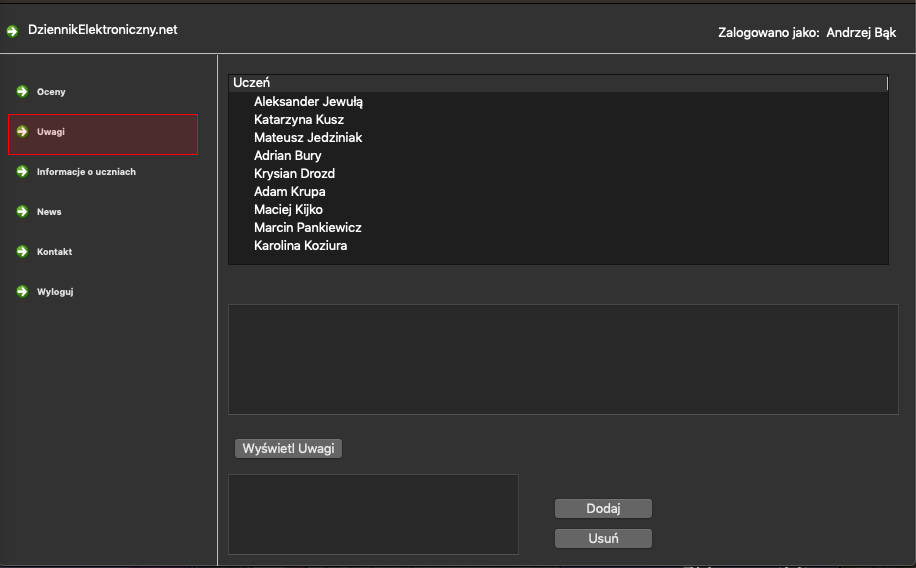 DziennikElektroniczny.net
Zalogowano jako: Andrzej Bąk
Oceny
Uwagi
Informacje o uczniach
News
Kontakt
Wyloguj
Uczeń
Aleksander Jewułą
Katarzyna Kusz
Mateusz Jedziniak
Adrian Bury
Krysian Drozd
Adam Krupa
Maciej Kijko
Marcin Pankiewicz
Karolina Koziura
Wyświetl Uwagi
Dodaj
Usuń